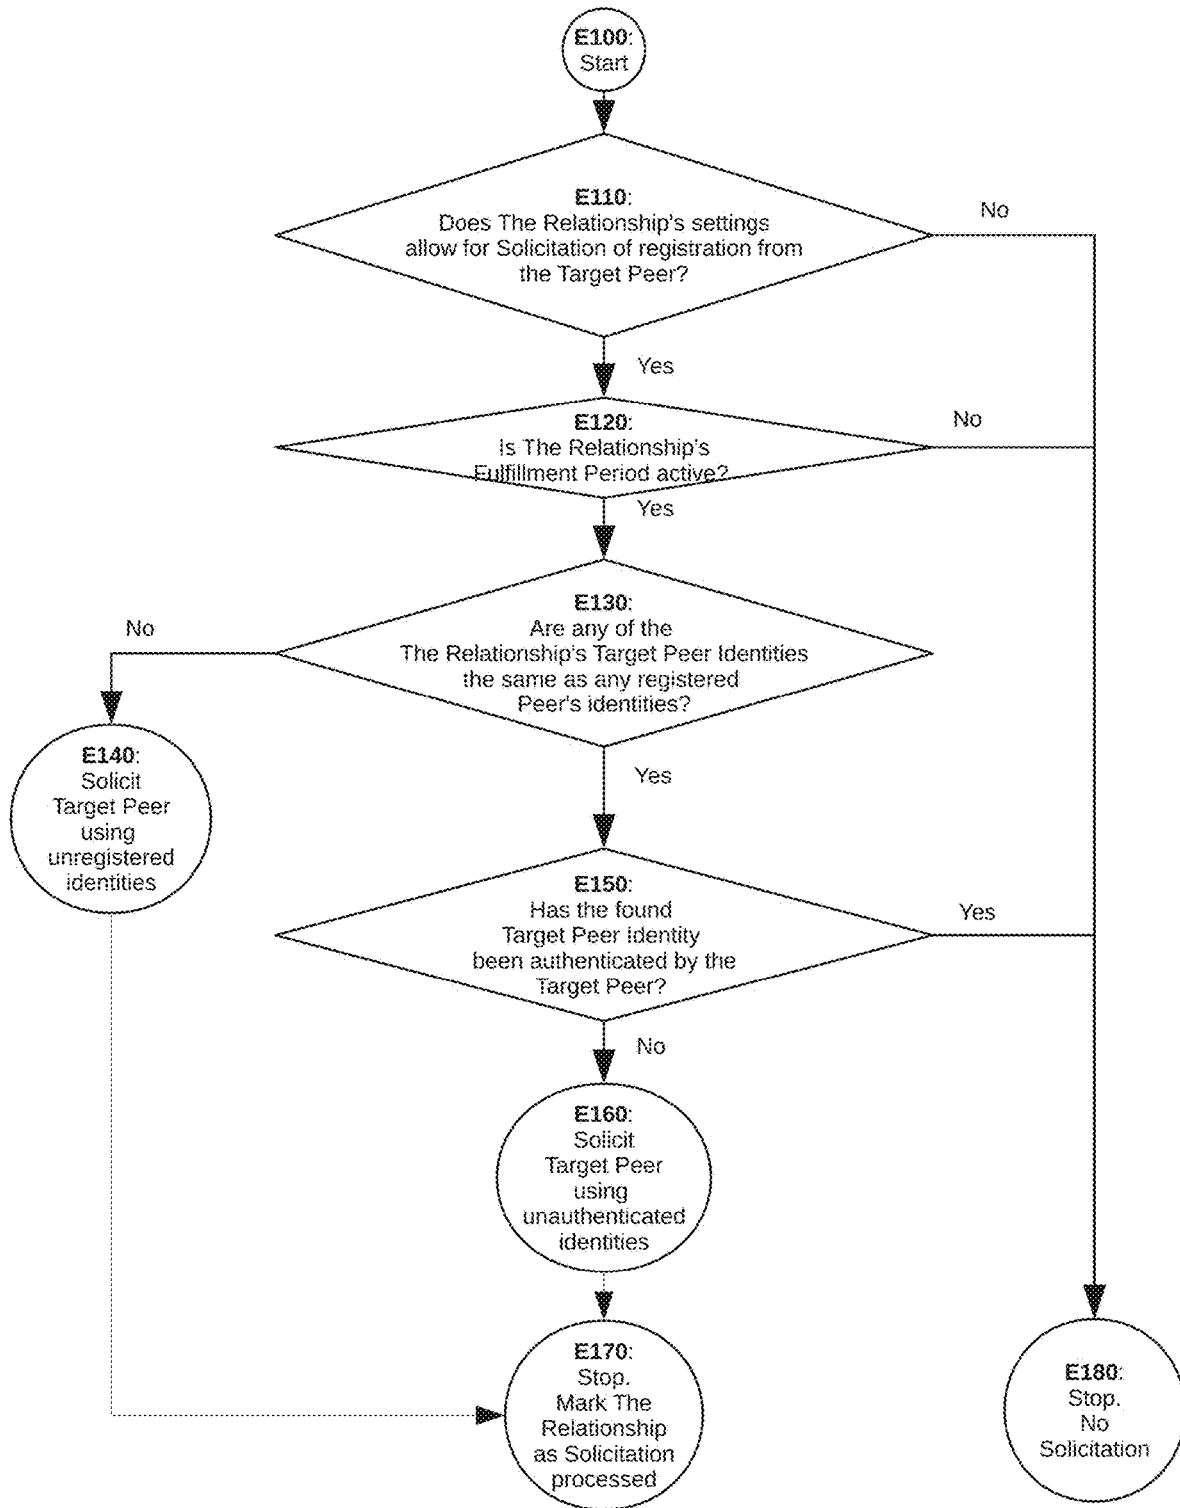 E100:
Start
E110:
Does The Relationship's settings
allow for Solicitation of registration from
the Target Peer?
No
Yes
E120:
Is The Relationship's
Fulfillment Period active?
No
Yes
E130:
Are any of the
The Relationship's Target Peer Identities
the same as any registered
Peer's identities?
No
Yes
E140:
Solicit
Target Peer
using
unregistered
identities
E150:
Has the found
Target Peer Identity
been authenticated by the
Target Peer?
Yes
No
E160:
Solicit
Target Peer
using
unauthenticated
identities
E170:
Stop.
Mark The
Relationship
as Solicitation
processed
E180:
Stop.
No
Solicitation